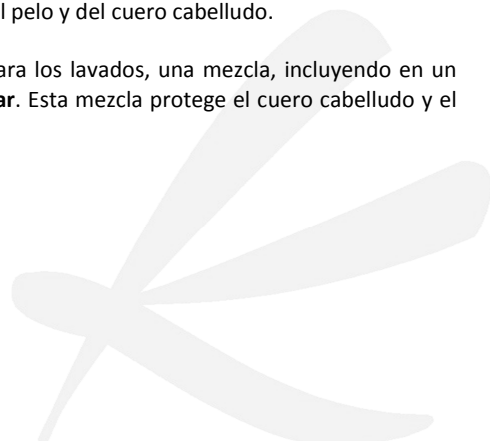 l pelo y del cuero cabelludo.
ara los lavados, una mezcla, incluyendo en un
ar. Esta mezcla protege el cuero cabelludo y el